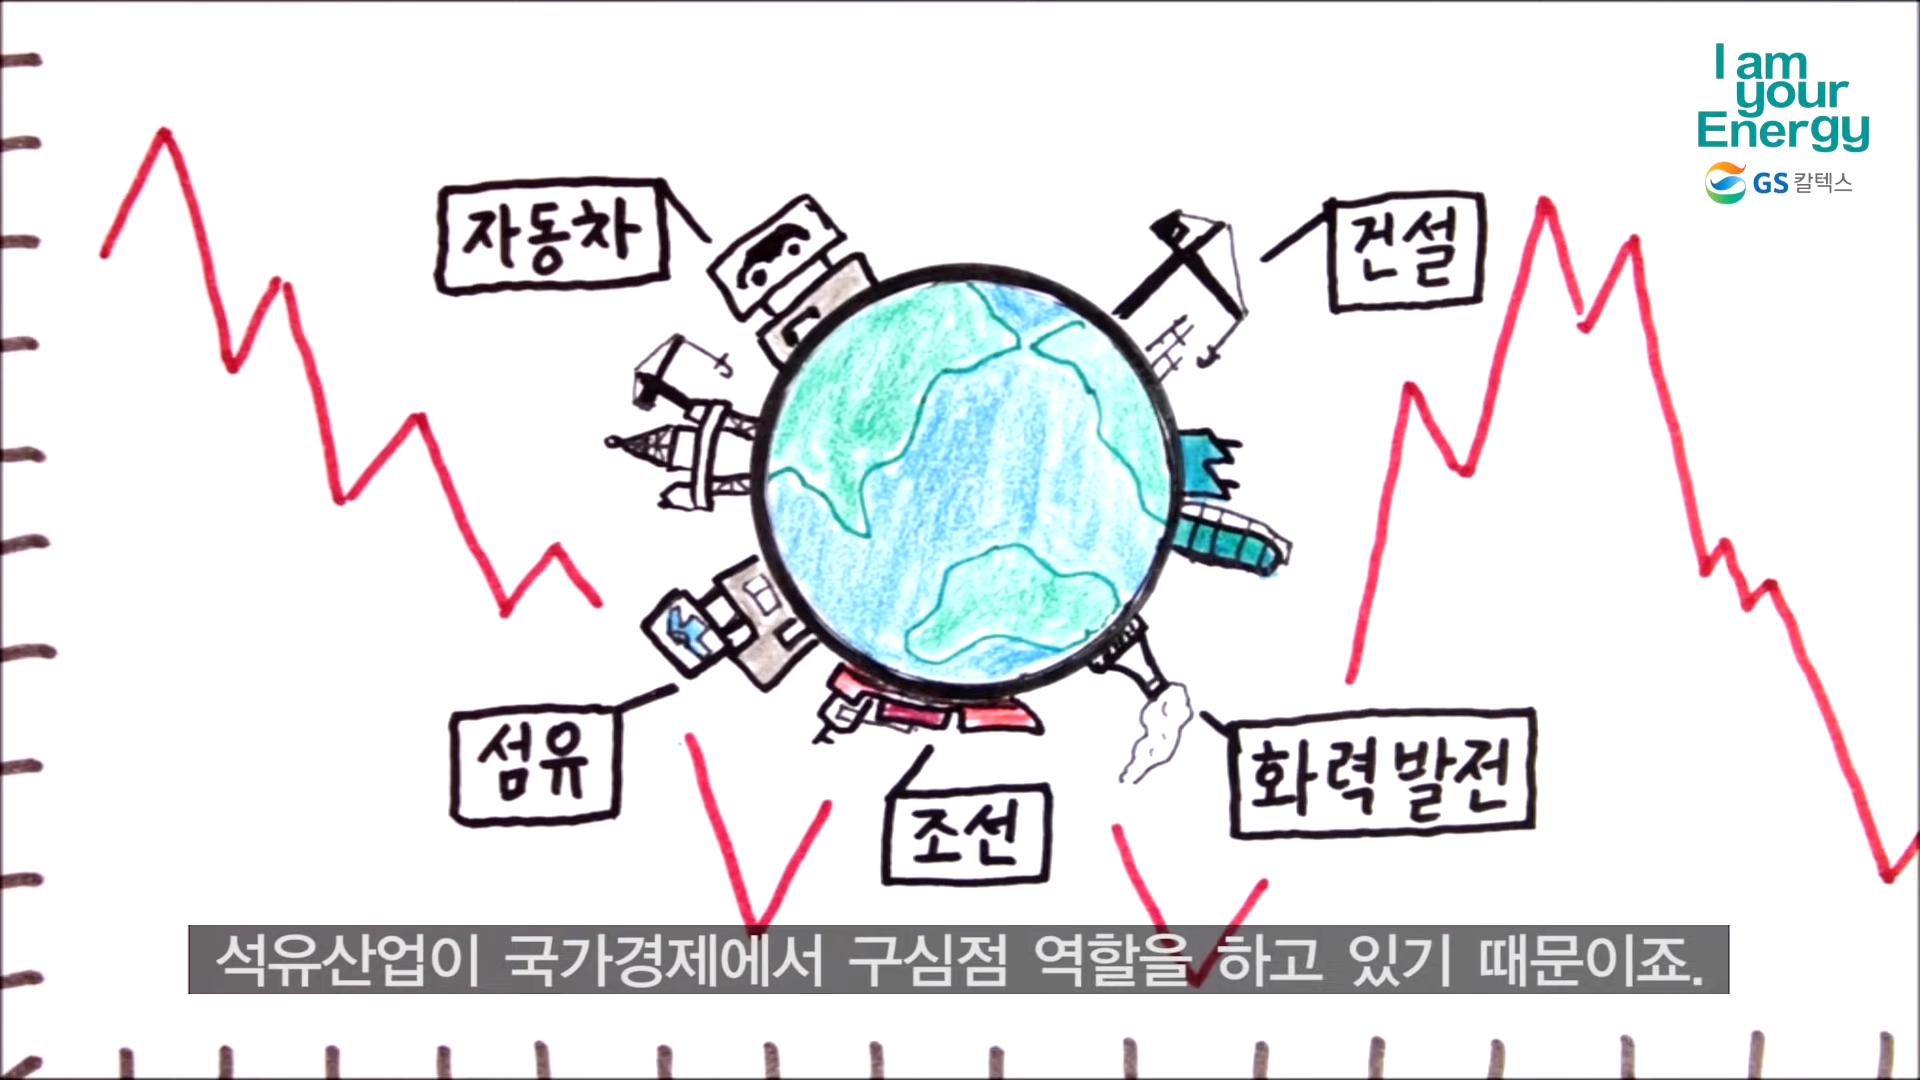 I am
your
Energy
GS칼텍스
자동차
건설
섬유
조선
화력발전
석유산업이 국가경제에서 구심점 역할을 하고 있기 때문이죠.